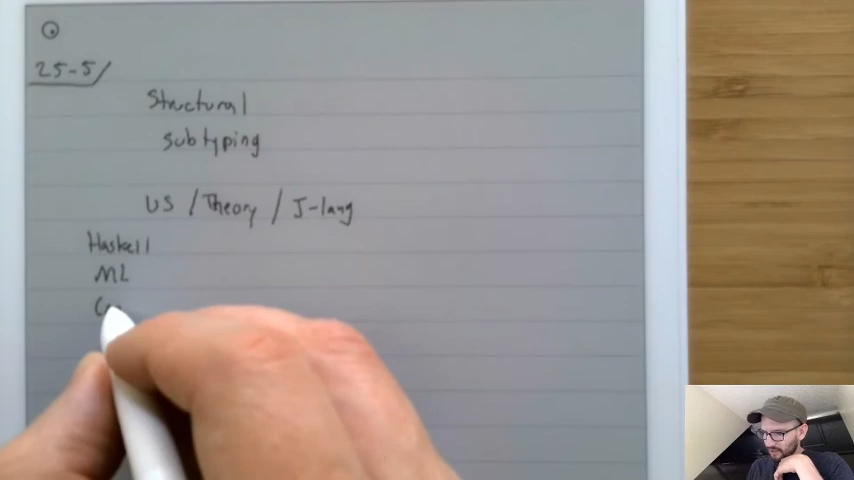 25-5/
Structural
Subtyping
US / Theory / J-lang
Haskell
ML